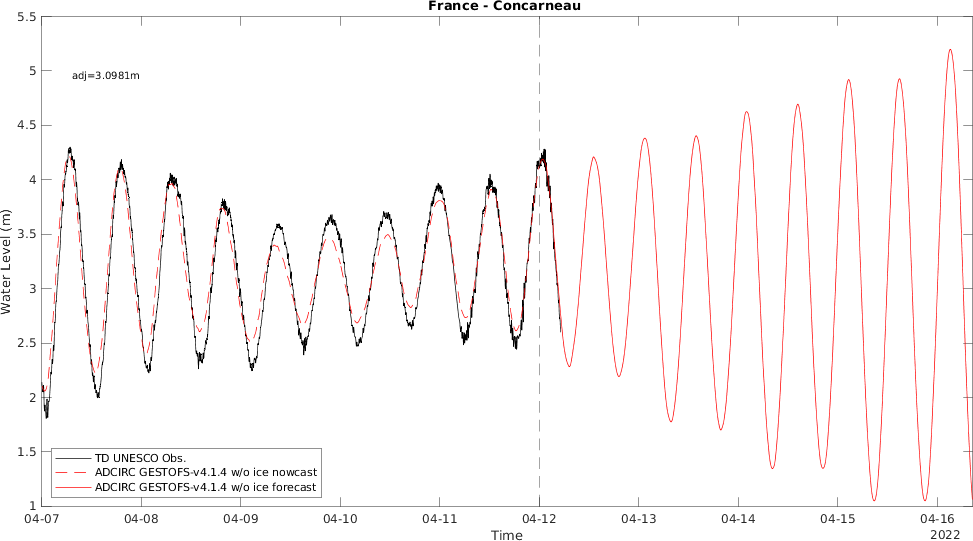 France - Concarneau
5.5
5
4.5
4
3.5
3
2.5
2
1.5
1
Water Level (m)
adj=3.0981m
TD UNESCO Obs.
ADCIRC GESTOFS-v4.1.4 w/o ice nowcast
ADCIRC GESTOFS-v4.1.4 w/o ice forecast
04-07 04-08 04-09 04-10 04-11 04-12 04-13 04-14 04-15 04-16
2022
Time